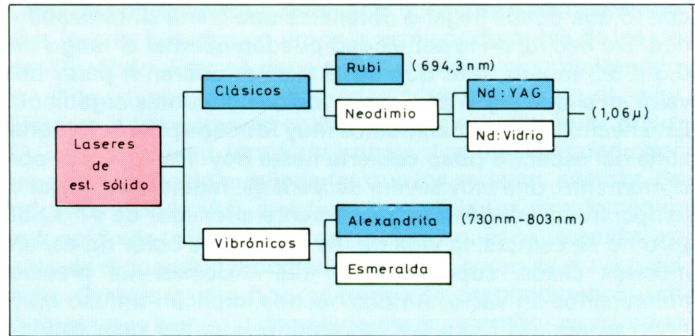 Laseres
de
est. sólido
Clásicos
Rubí (694,3 nm)
Neodimio
Nd:YAG
Nd:Vidrio
(1,06 μ)
Vibrónicos
Alexandrita (730nm-803nm)
Esmeralda